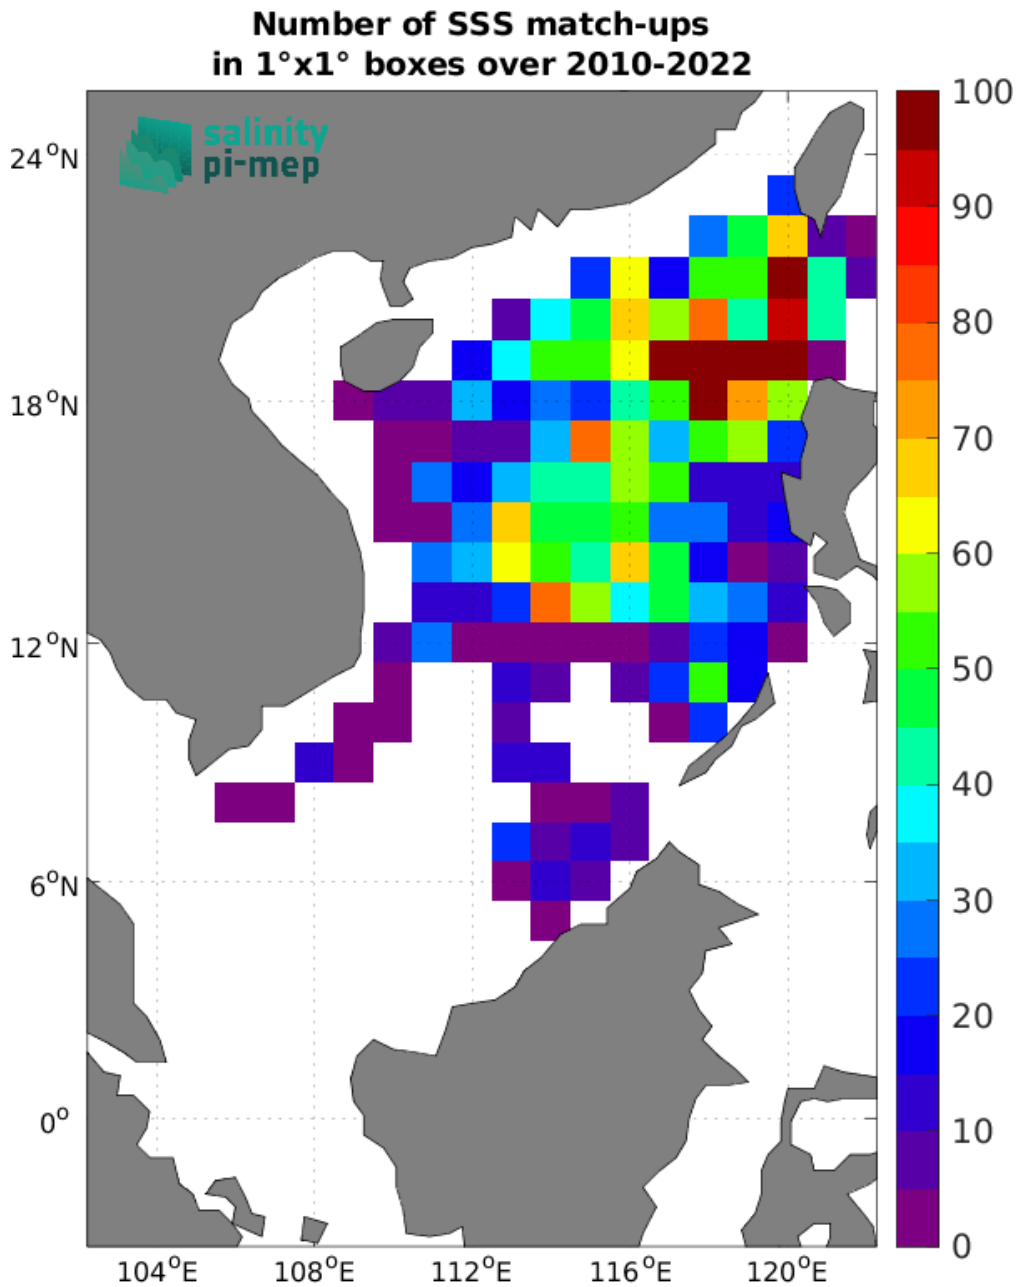 Number of SSS match-ups
in 1°x1° boxes over 2010-2022
salinity
pi-mep
24°N
18°N
12°N
6°N
0°
104°E 108°E 112°E 116°E 120°E
100
90
80
70
60
50
40
30
20
10
0